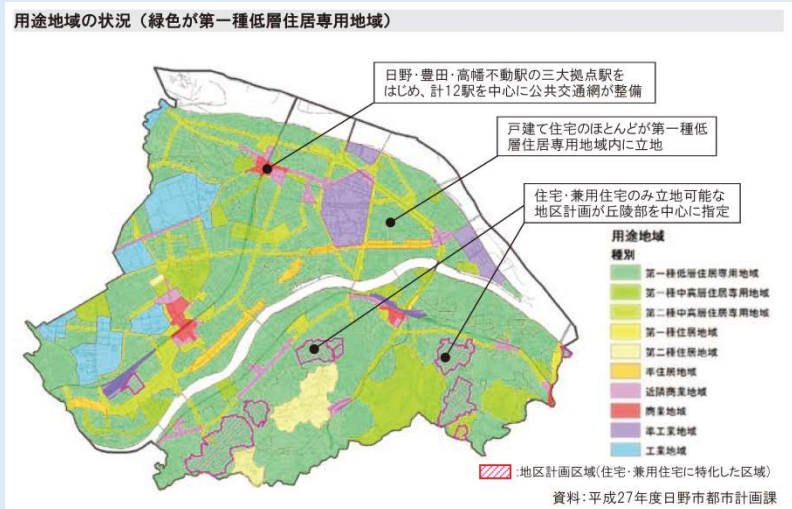 用途地域の状況（緑色が第一種低層住居専用地域）
日野・豊田・高幡不動駅の三大拠点駅を
はじめ、計12駅を中心に公共交通網が整備
戸建て住宅のほとんどが第一種低
層住居専用地域内に立地
住宅・兼用住宅のみ立地可能な
地区計画が丘陵部を中心に指定
用途地域
種別
第一種低層住居専用地域
第一種中高層住居専用地域
第二種中高層住居専用地域
第一種住居地域
第二種住居地域
準住居地域
近隣商業地域
商業地域
準工業地域
工業地域
:地区計画区域(住宅・兼用住宅に特化した区域)
資料：平成27年度日野市都市計画課